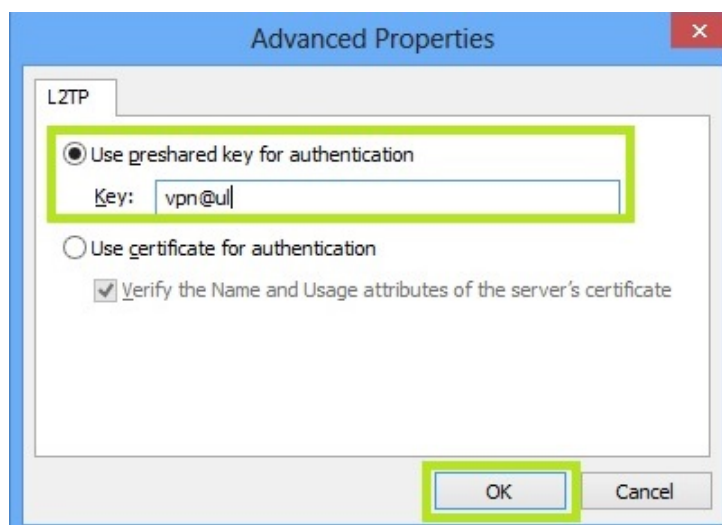 Advanced Properties
L2TP
Use preshared key for authentication
Key: vpn@ul
Use certificate for authentication
Verify the Name and Usage attributes of the server's certificate
OK Cancel